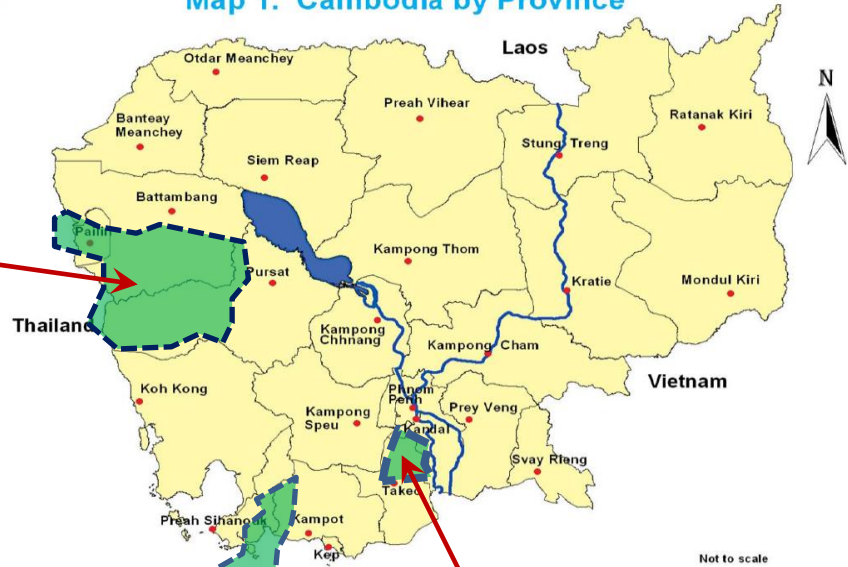 Map 1: Cambodia by Province
Laos
N
Otdar Meanchey
Preah Vihear
Ratanak Kiri
Banteay
Meanchey
Stung Treng
Siem Reap
Battambang
Pailin
Kampong Thom
Pursat
Kratie
Mondul Kiri
Thailand
Kampong
Chhnang
Kampong Cham
Vietnam
Koh Kong
Phnom
Penh
Kampong
Speu
Prey Veng
Kandal
Svay Rieng
Takeo
Preah Sihanouk
Kampot
Kep
Not to scale